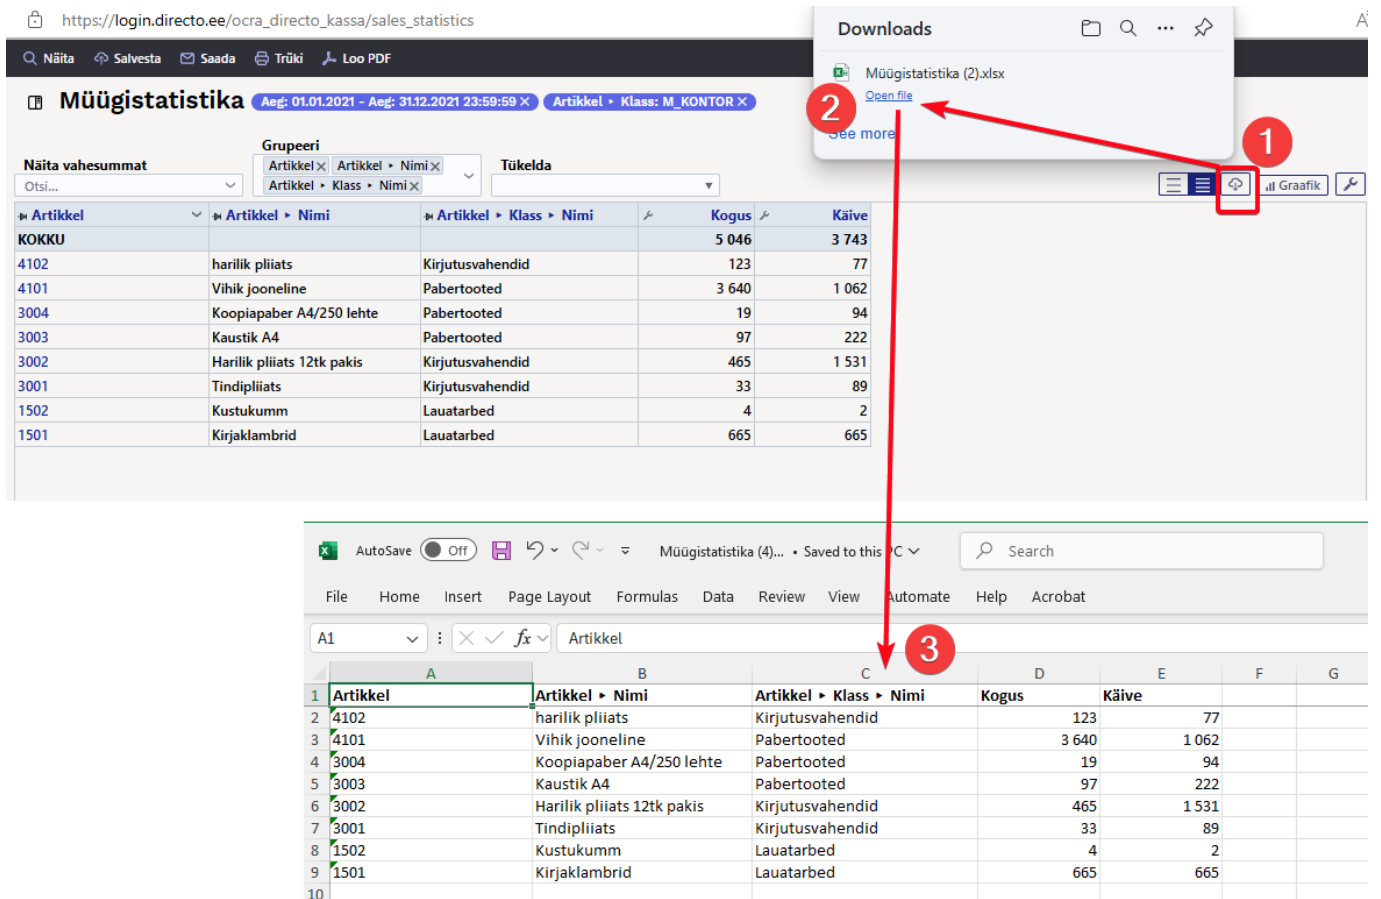 https://login.directo.ee/ocra_directo_kassa/sales_statistics
Downloads
Näita Salvesta Saada Trüki Loo PDF
Müügistatistika (2).xlsx
Open file
See more
2
1
Müügistatistika Aeg: 01.01.2021 - Aeg: 31.12.2021 23:59:59 × Artikkel ▸ Klass: M_KONTOR ×
Grupeeri
Näita vahesummat Artikkel× Artikkel ▸ Nimi× Tükelda
Otsi... Artikkel ▸ Klass ▸ Nimi× Graafik
Artikkel Artikkel ▸ Nimi Artikkel ▸ Klass ▸ Nimi Kogus Käive
KOKKU 5 046 3 743
4102 harilik pliiats Kirjutusvahendid 123 77
4101 Vihik jooneline Pabertooted 3 640 1 062
3004 Koopiapaber A4/250 lehte Pabertooted 19 94
3003 Kaustik A4 Pabertooted 97 222
3002 Harilik pliiats 12tk pakis Kirjutusvahendid 465 1 531
3001 Tindipliiats Kirjutusvahendid 33 89
1502 Kustukumm Lauatarbed 4 2
1501 Kirjaklambrid Lauatarbed 665 665
AutoSave Off Müügistatistika (4)... • Saved to this PC Search
File Home Insert Page Layout Formulas Data Review View Automate Help Acrobat
A1 fx Artikkel
3
A B C D E F G
1 Artikkel Artikkel ▸ Nimi Artikkel ▸ Klass ▸ Nimi Kogus Käive
2 4102 harilik pliiats Kirjutusvahendid 123 77
3 4101 Vihik jooneline Pabertooted 3 640 1 062
4 3004 Koopiapaber A4/250 lehte Pabertooted 19 94
5 3003 Kaustik A4 Pabertooted 97 222
6 3002 Harilik pliiats 12tk pakis Kirjutusvahendid 465 1 531
7 3001 Tindipliiats Kirjutusvahendid 33 89
8 1502 Kustukumm Lauatarbed 4 2
9 1501 Kirjaklambrid Lauatarbed 665 665
10